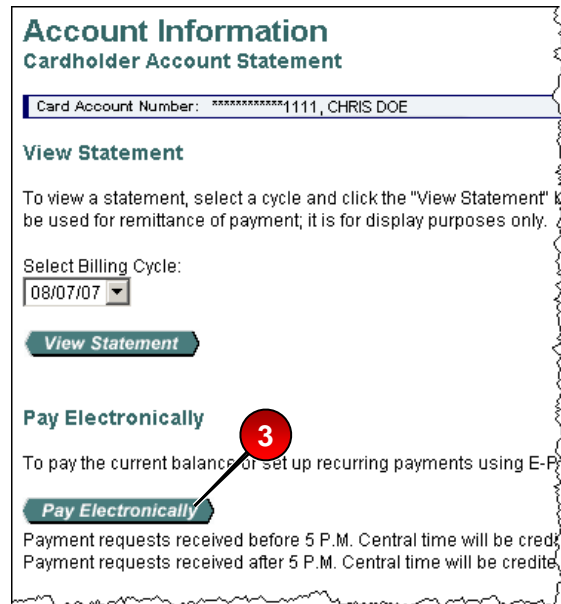 Account Information
Cardholder Account Statement
Card Account Number: ************1111, CHRIS DOE
View Statement
To view a statement, select a cycle and click the "View Statement"
be used for remittance of payment; it is for display purposes only.
Select Billing Cycle:
08/07/07
View Statement
Pay Electronically
3
To pay the current balance or set up recurring payments using E-P
Pay Electronically
Payment requests received before 5 P.M. Central time will be cred
Payment requests received after 5 P.M. Central time will be credite